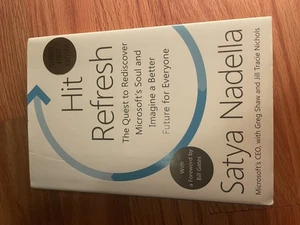 Hit
Refresh
The Quest to Rediscover
Microsoft's Soul and
Imagine a Better
Future for Everyone
With
a Foreword by
Bill Gates
Satya Nadella
Microsoft's CEO, with Greg Shaw and Jill Tracie Nichols